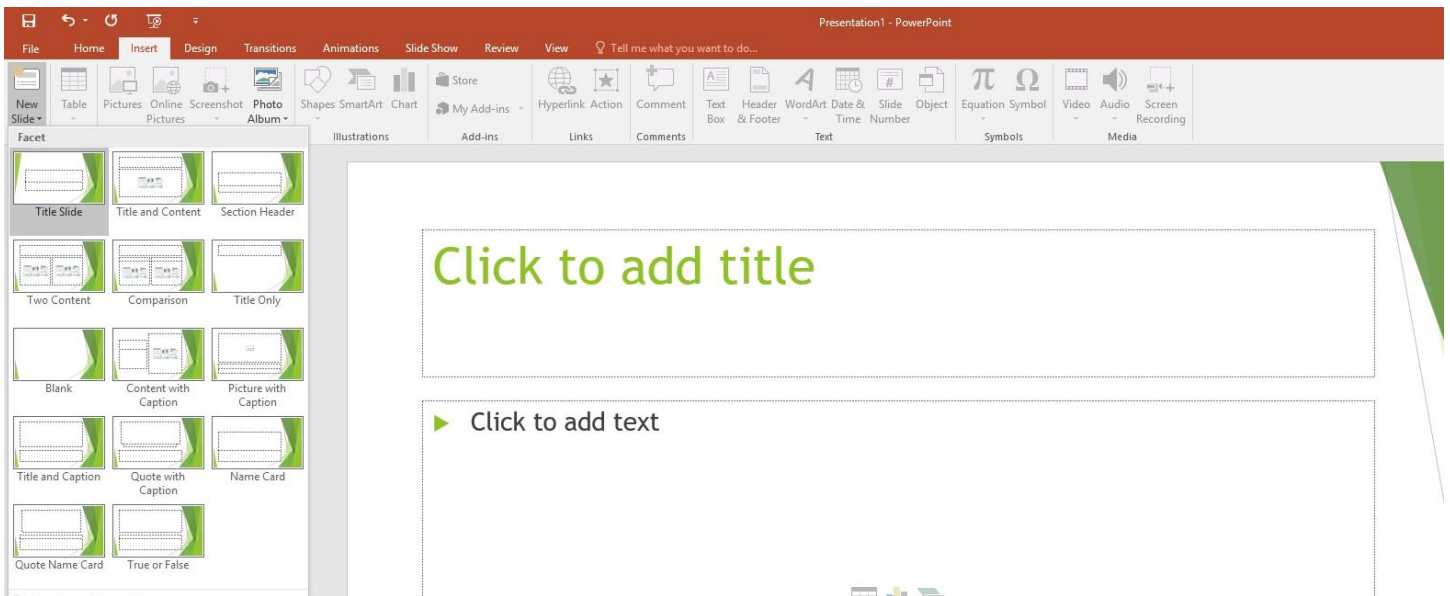 Presentation1 - PowerPoint
File Home Insert Design Transitions Animations Slide Show Review View Tell me what you want to do...
New Slide
Table
Pictures
Online Pictures
Screenshot
Photo Album
Shapes
SmartArt
Chart
Store
My Add-ins
Hyperlink
Action
Comment
Text Box
Header & Footer
WordArt
Date & Time
#
Slide Number
Object
π
Equation
Ω
Symbol
Video
Audio
Screen Recording
Illustrations
Add-ins
Links
Comments
Text
Symbols
Media
Facet
Title Slide
Title and Content
Section Header
Two Content
Comparison
Title Only
Blank
Content with
Caption
Picture with
Caption
Title and Caption
Quote with
Caption
Name Card
Quote Name Card
True or False
Click to add title
Click to add text